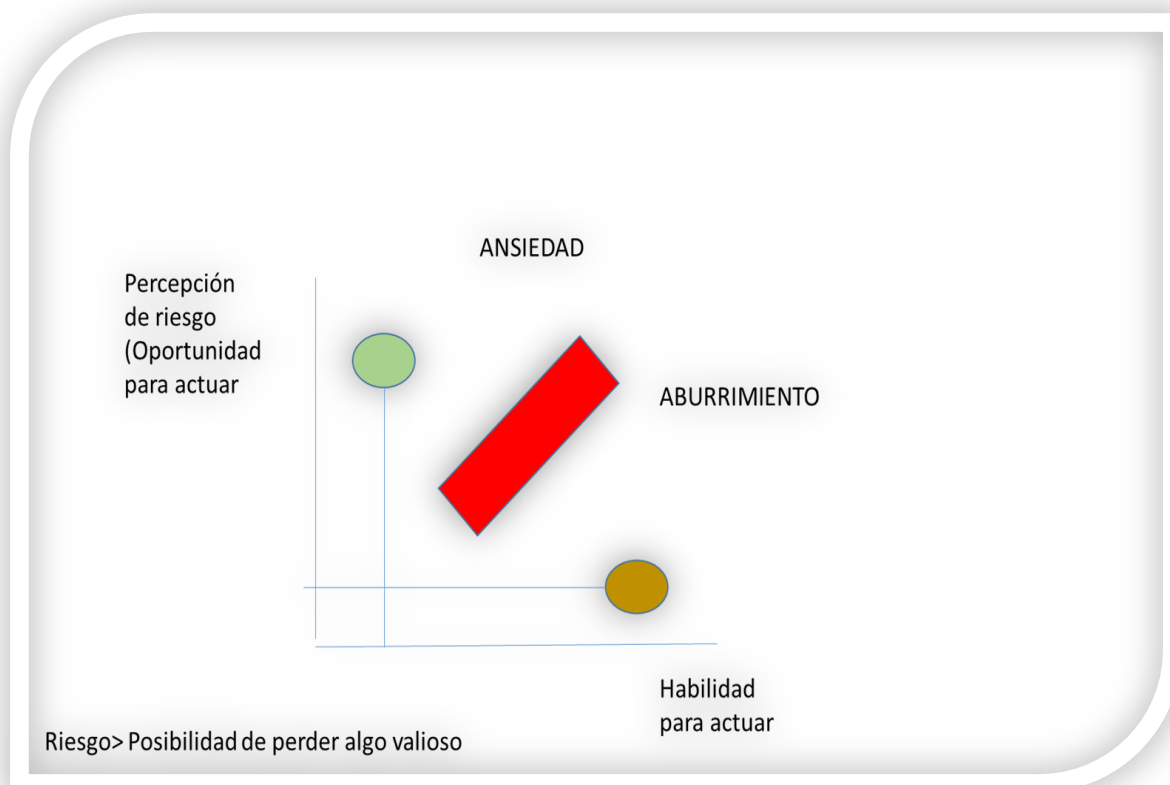 ANSIEDAD
Percepción
de riesgo
(Oportunidad
para actuar
ABURRIMIENTO
Habilidad
para actuar
Riesgo> Posibilidad de perder algo valioso